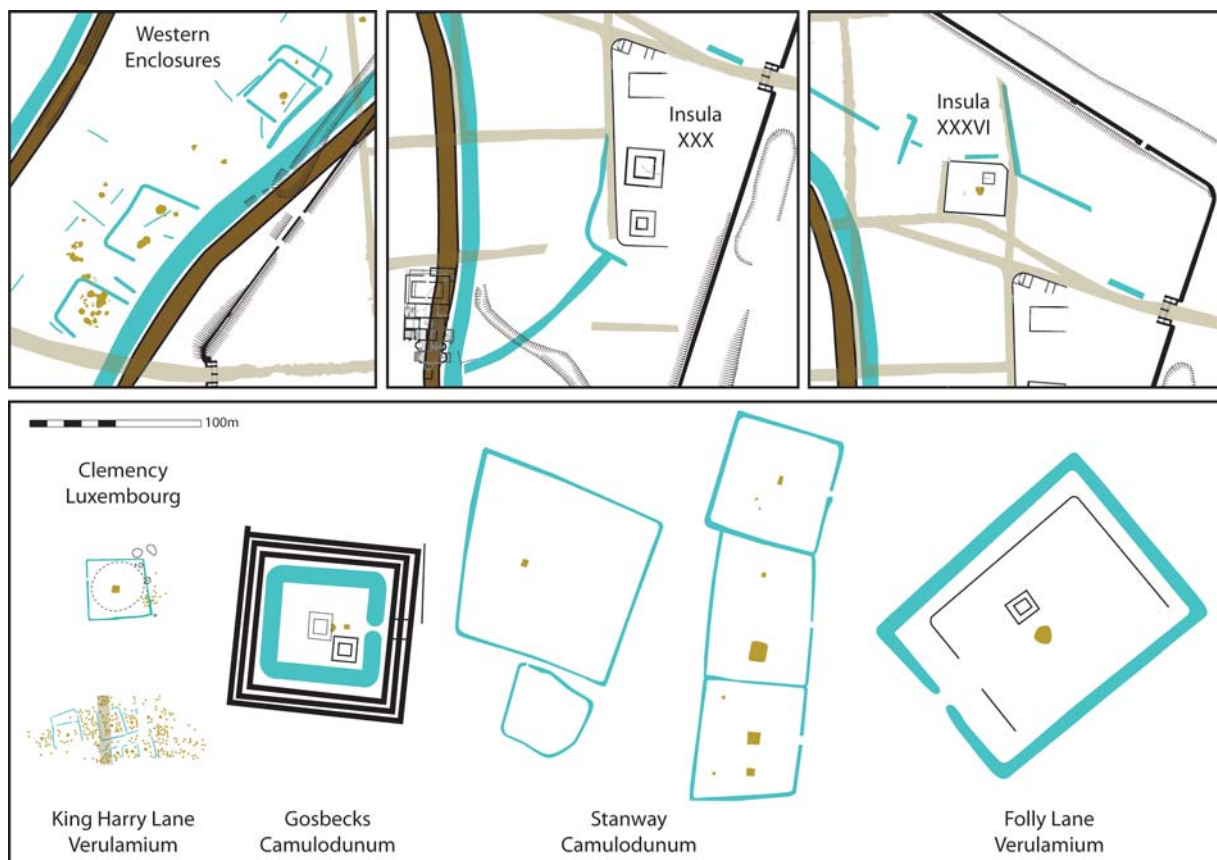 Western
Enclosures
Insula
XXX
Insula
XXXVI
100m
Clemency
Luxembourg
King Harry Lane
Verulamium
Gosbecks
Camulodunum
Stanway
Camulodunum
Folly Lane
Verulamium